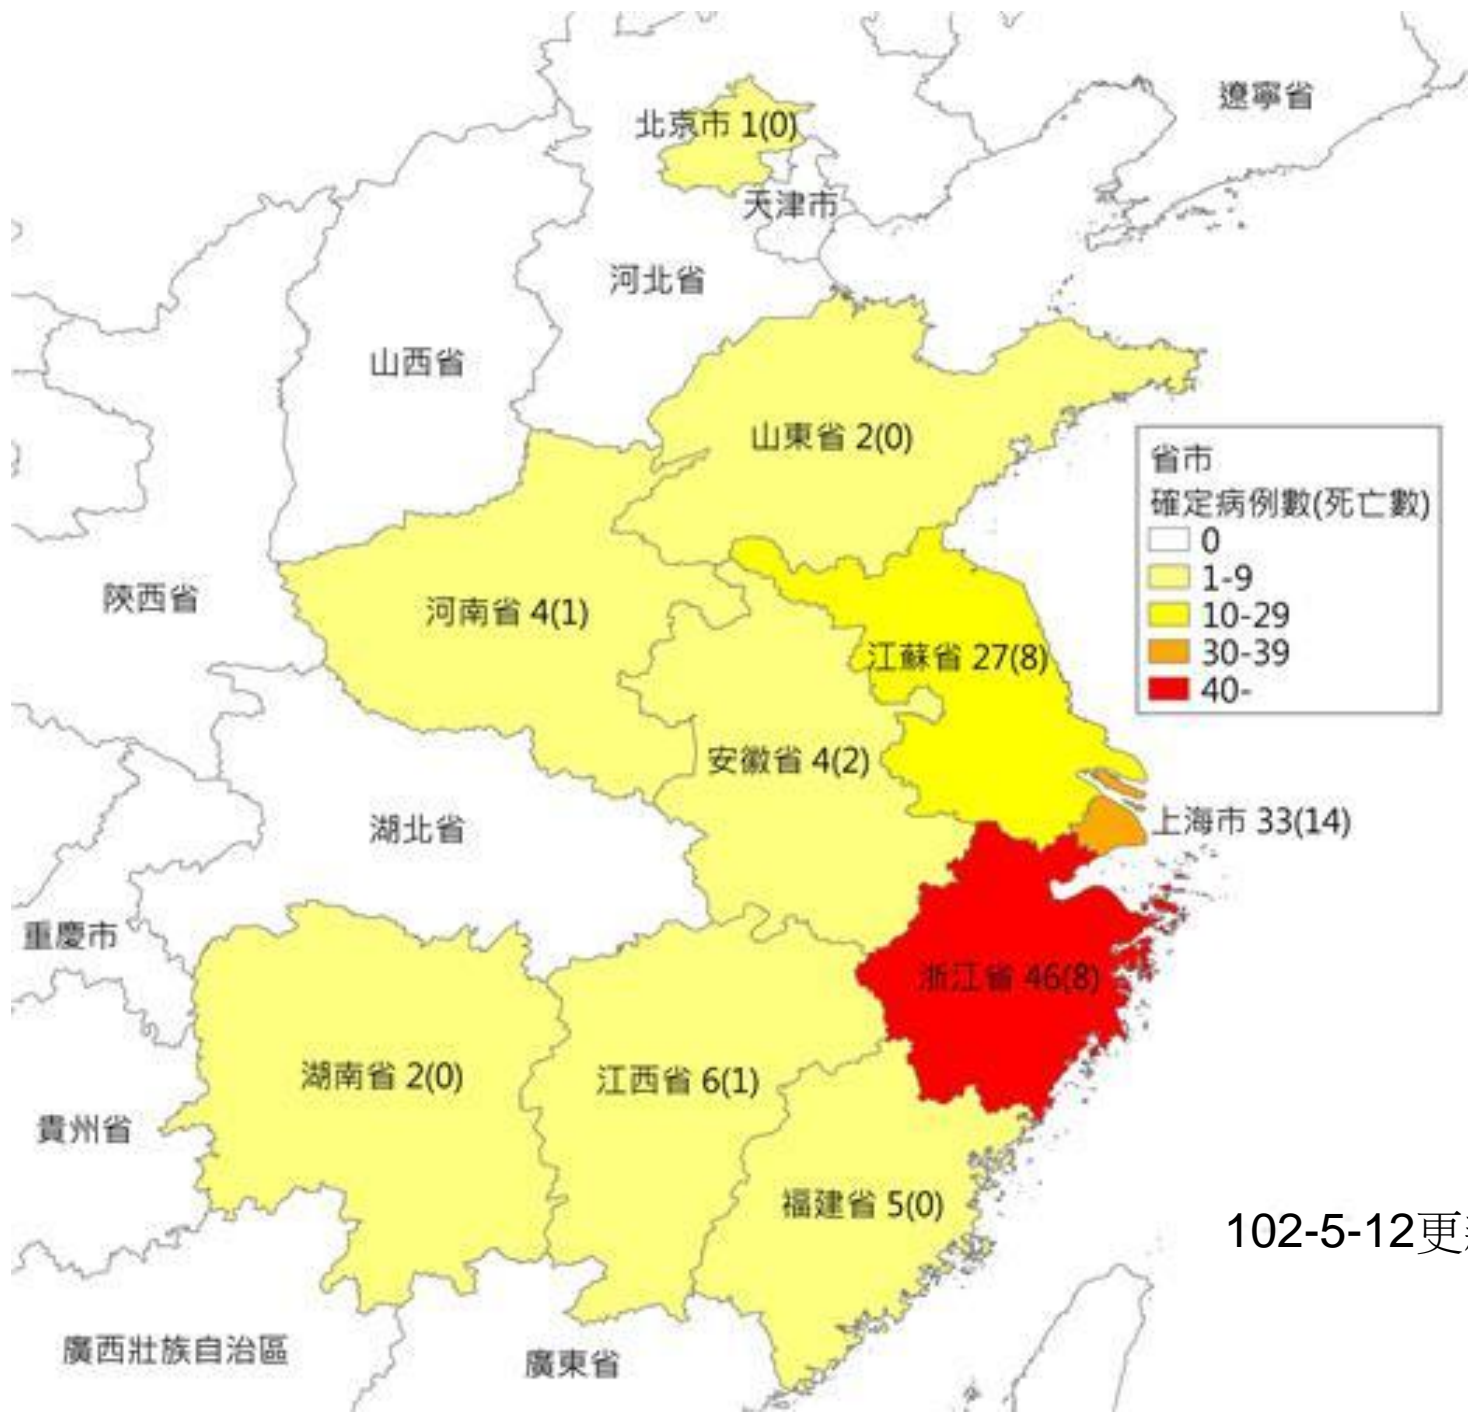 遼寧省
北京市 1(0)
天津市
河北省
山西省
山東省 2(0)
省市
確定病例數(死亡數)
0
1-9
10-29
30-39
40-
陝西省
河南省 4(1)
江蘇省 27(8)
安徽省 4(2)
上海市 33(14)
湖北省
重慶市
浙江省 46(8)
湖南省 2(0)
江西省 6(1)
貴州省
福建省 5(0)
102-5-12更
廣西壯族自治區
廣東省